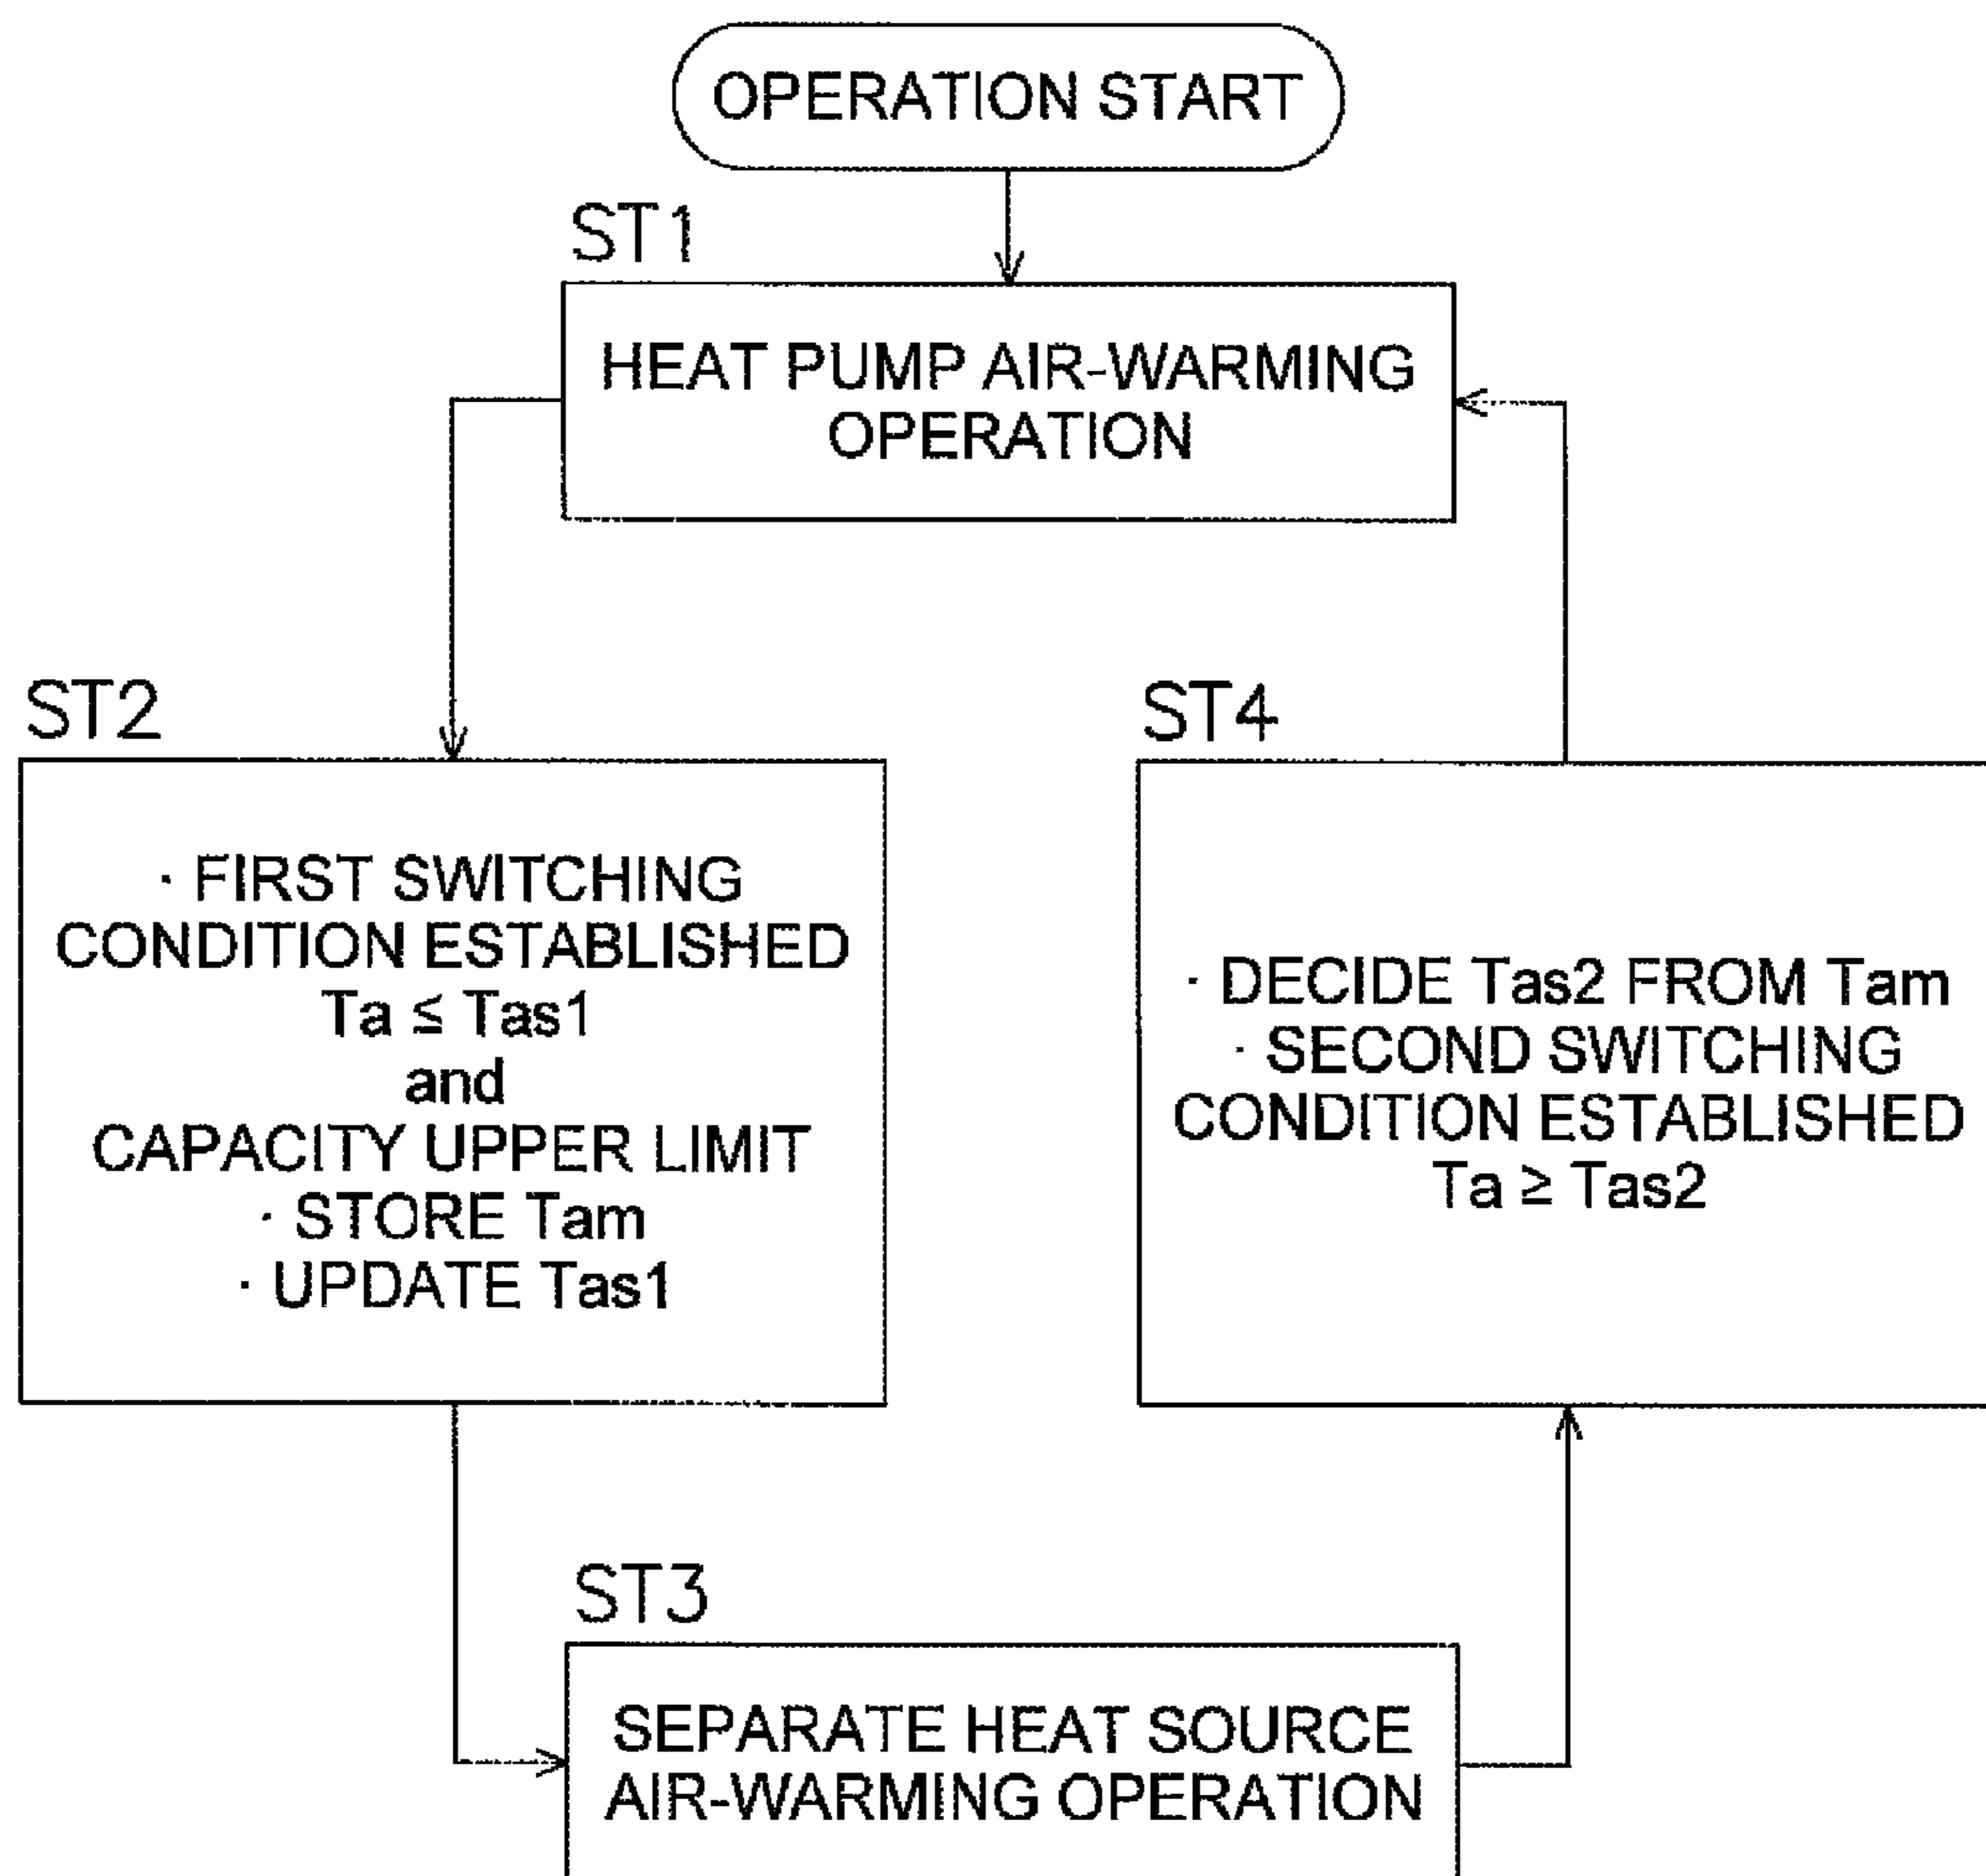 OPERATION START
ST1
HEAT PUMP AIR-WARMING
OPERATION
ST2
· FIRST SWITCHING
CONDITION ESTABLISHED
Ta ≦ Tas1
and
CAPACITY UPPER LIMIT
· STORE Tam
· UPDATE Tas1
ST4
· DECIDE Tas2 FROM Tam
· SECOND SWITCHING
CONDITION ESTABLISHED
Ta ≥ Tas2
ST3
SEPARATE HEAT SOURCE
AIR-WARMING OPERATION